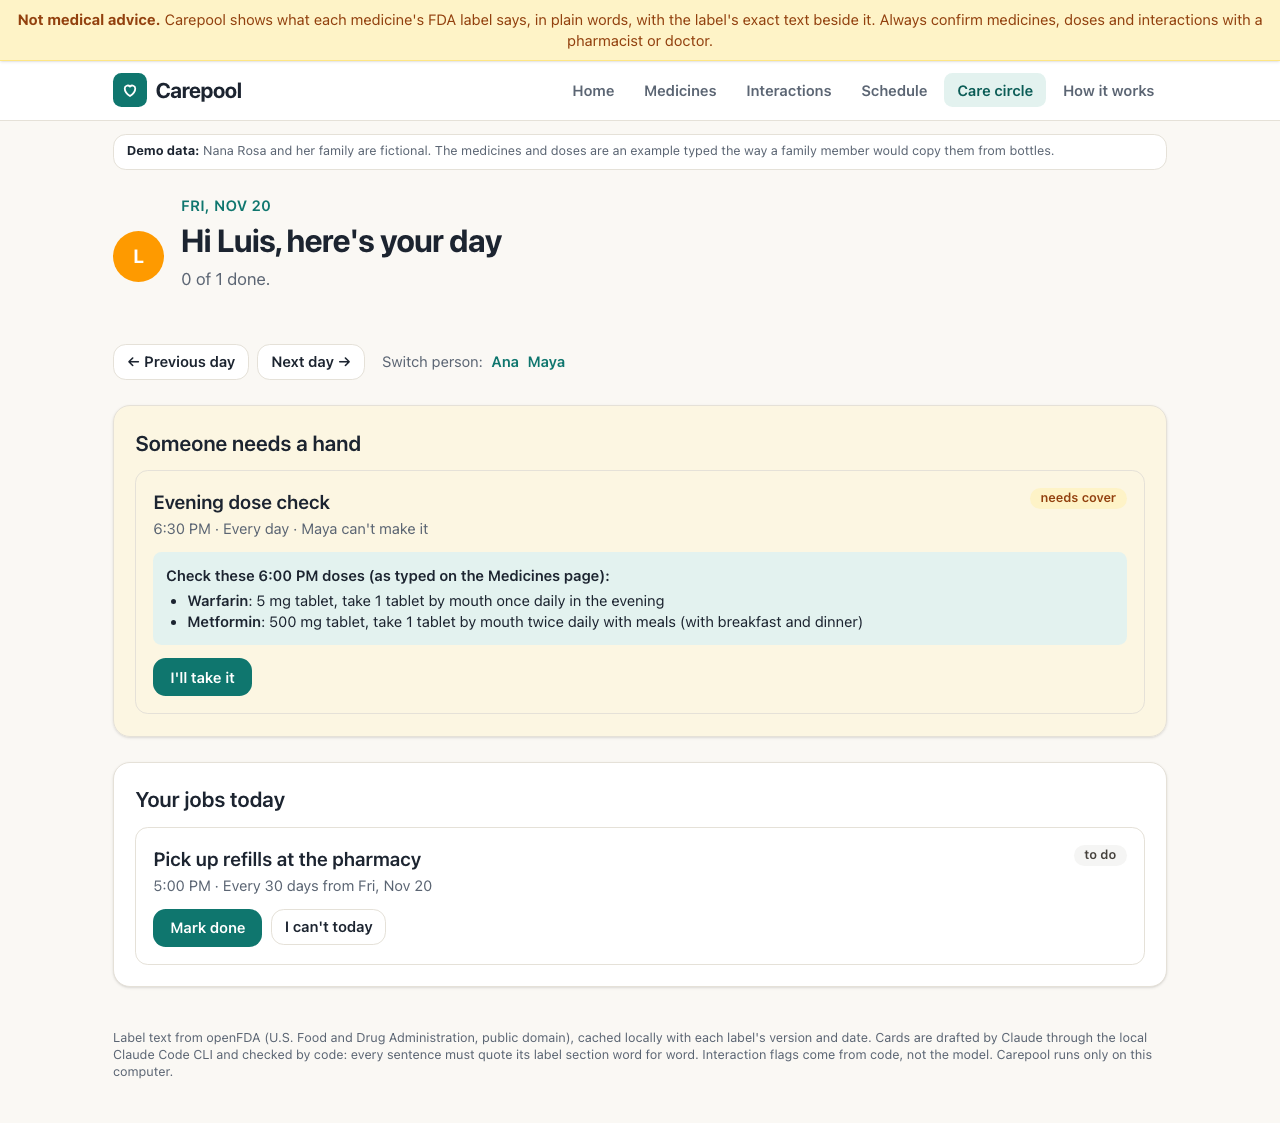 Not medical advice. Carepool shows what each medicine's FDA label says, in plain words, with the label's exact text beside it. Always confirm medicines, doses and interactions with a
pharmacist or doctor.
Carepool
Home Medicines Interactions Schedule Care circle How it works
Demo data: Nana Rosa and her family are fictional. The medicines and doses are an example typed the way a family member would copy them from bottles.
FRI, NOV 20
L
Hi Luis, here's your day
0 of 1 done.
← Previous day Next day → Switch person: Ana Maya
Someone needs a hand
Evening dose check needs cover
6:30 PM · Every day · Maya can't make it
Check these 6:00 PM doses (as typed on the Medicines page):
• Warfarin: 5 mg tablet, take 1 tablet by mouth once daily in the evening
• Metformin: 500 mg tablet, take 1 tablet by mouth twice daily with meals (with breakfast and dinner)
I'll take it
Your jobs today
Pick up refills at the pharmacy to do
5:00 PM · Every 30 days from Fri, Nov 20
Mark done I can't today
Label text from openFDA (U.S. Food and Drug Administration, public domain), cached locally with each label's version and date. Cards are drafted by Claude through the local
Claude Code CLI and checked by code: every sentence must quote its label section word for word. Interaction flags come from code, not the model. Carepool runs only on this
computer.